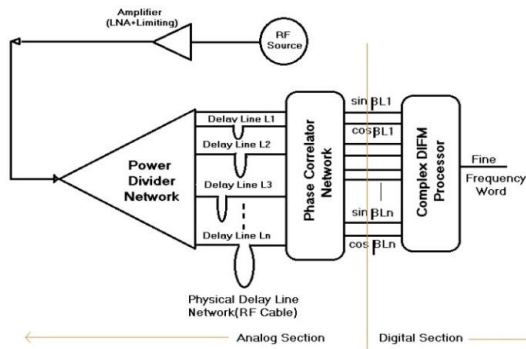 Amplifier
(LNA+Limiting)
RF
Source
Delay Line L1
Delay Line L2
Delay Line L3
Delay Line Ln
Power
Divider
Network
Phase Correlator
Network
sin βL1
cos βL1
sin βLn
cos βLn
Complex DIFM
Processor
Fine
Frequency
Word
Physical Delay Line
Network(RF Cable)
Analog Section
Digital Section